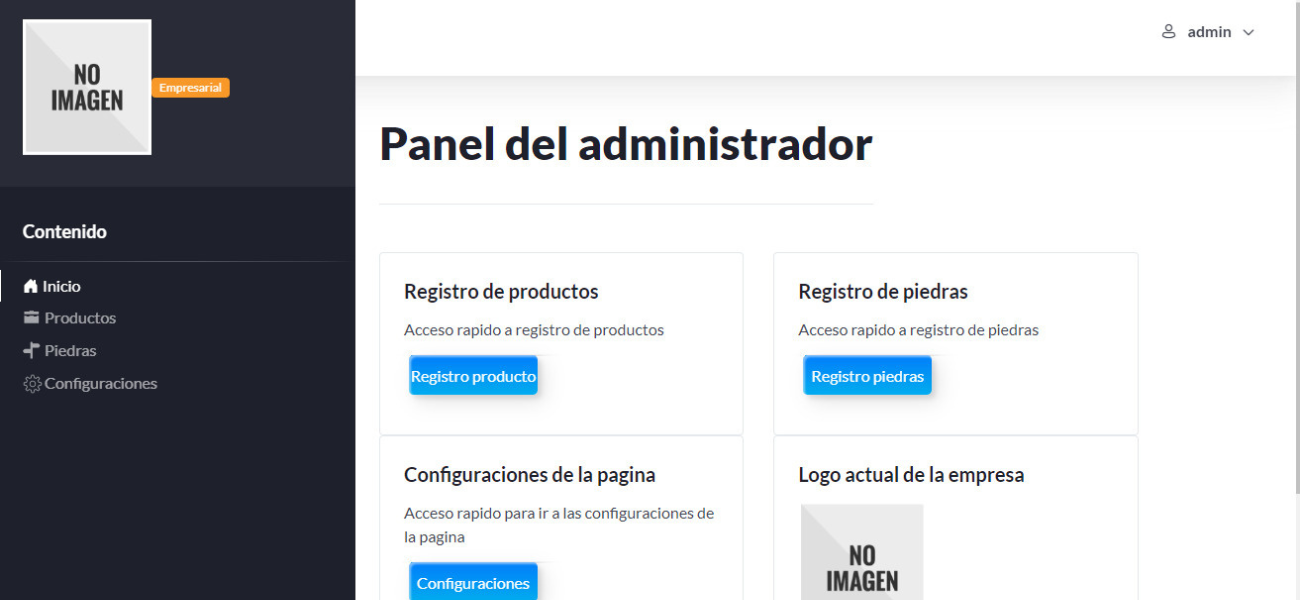 NO
IMAGEN
Empresarial
Contenido
Inicio
Productos
Piedras
Configuraciones
admin
Panel del administrador
Registro de productos
Acceso rapido a registro de productos
Registro producto
Registro de piedras
Acceso rapido a registro de piedras
Registro piedras
Configuraciones de la pagina
Acceso rapido para ir a las configuraciones de
la pagina
Configuraciones
Logo actual de la empresa
NO
IMAGEN